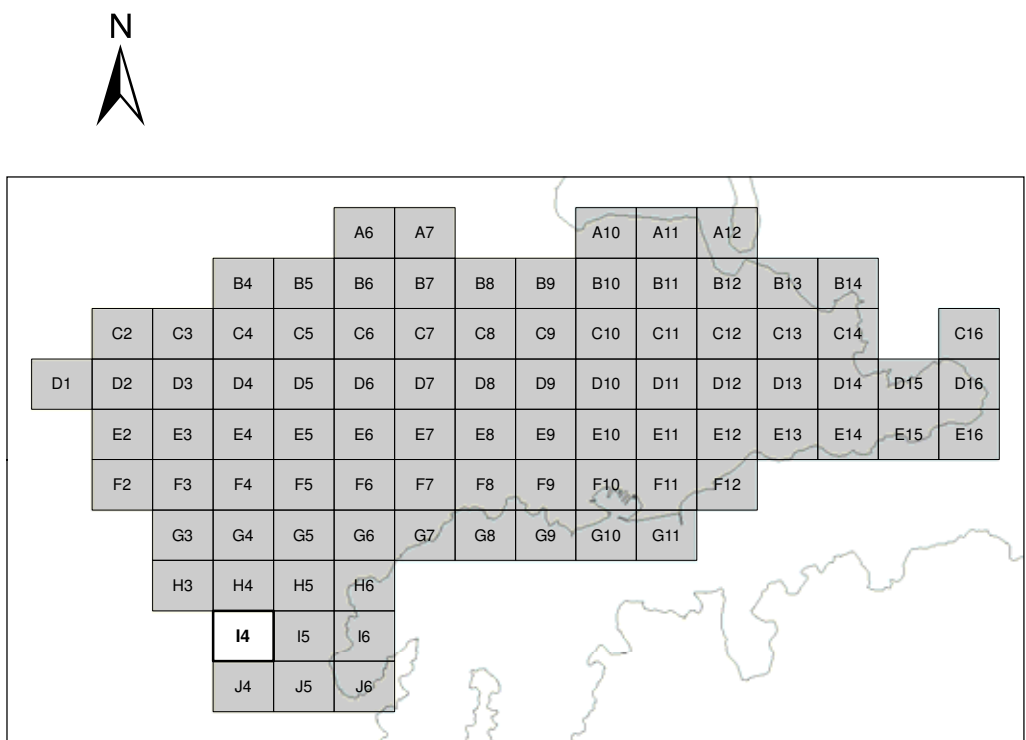 N
A6 A7 A10 A11 A12
B4 B5 B6 B7 B8 B9 B10 B11 B12 B13 B14
C2 C3 C4 C5 C6 C7 C8 C9 C10 C11 C12 C13 C14 C16
D1 D2 D3 D4 D5 D6 D7 D8 D9 D10 D11 D12 D13 D14 D15 D16
E2 E3 E4 E5 E6 E7 E8 E9 E10 E11 E12 E13 E14 E15 E16
F2 F3 F4 F5 F6 F7 F8 F9 F10 F11 F12
G3 G4 G5 G6 G7 G8 G9 G10 G11
H3 H4 H5 H6
I4 I5 I6
J4 J5 J6